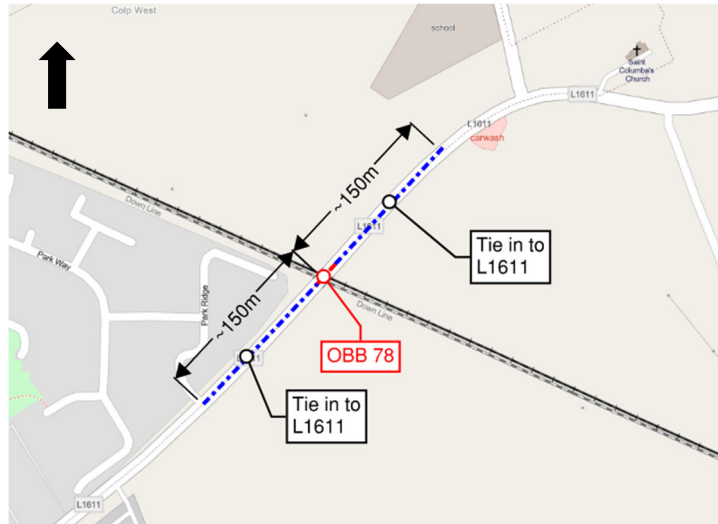 Colp West
school
Saint
Columba's
Church
L1611
L1611
carwash
~150m
L1611
Tie in to
L1611
Down Line
Park Way
Park Ridge
~150m
Down Line
OBB 78
Tie in to
L1611
L1611